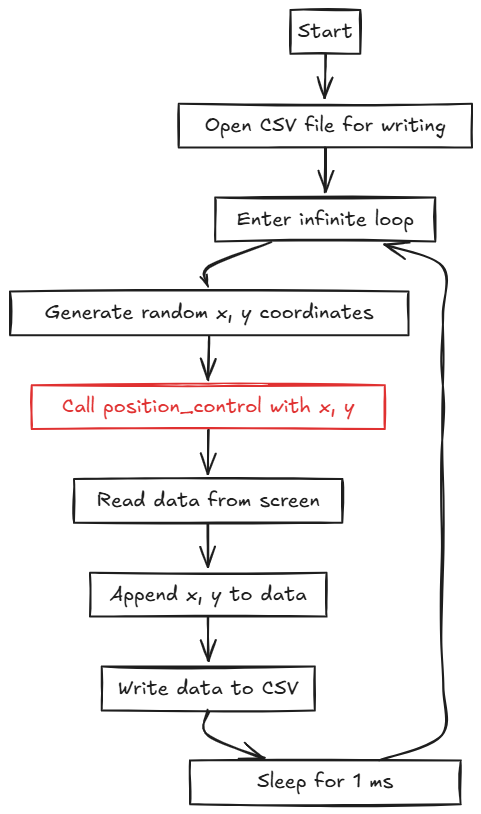 Start
Open CSV file for writing
Enter infinite loop
Generate random x, y coordinates
Call position_control with x, y
Read data from screen
Append x, y to data
Write data to CSV
Sleep for 1 ms